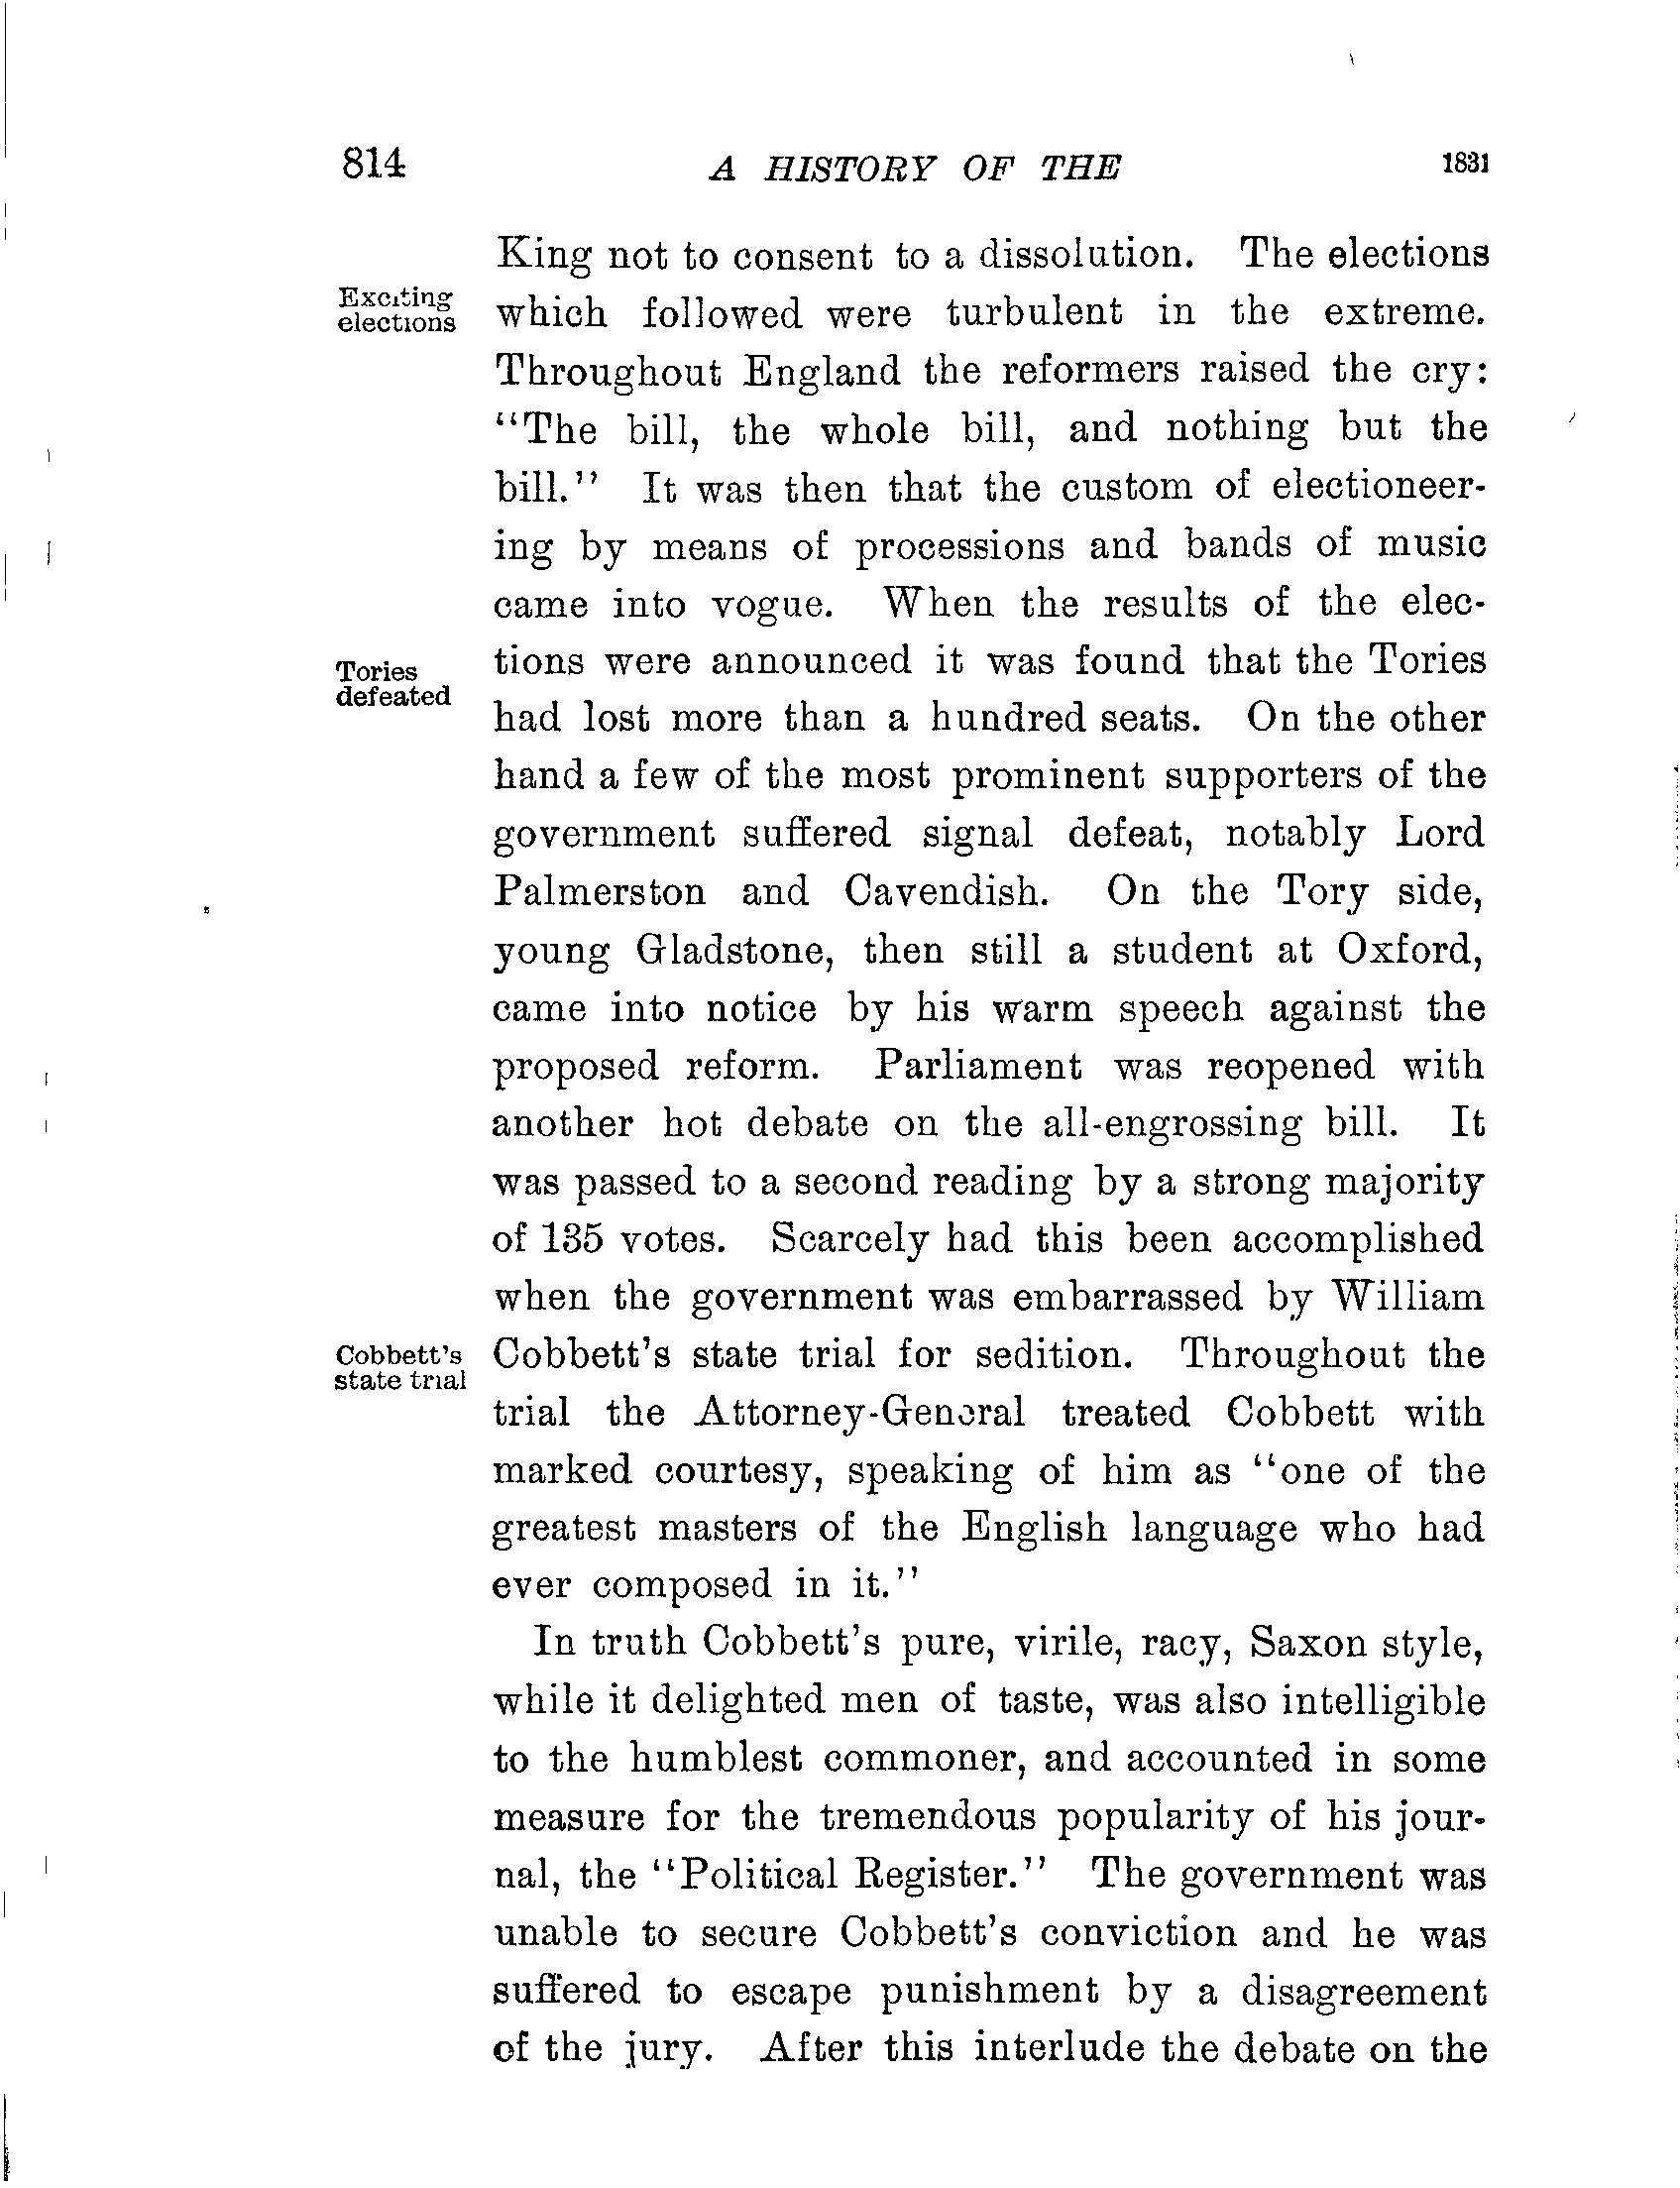 814 A HISTORY OF THE 1831
King not to consent to a dissolution. The elections
Exciting
elections
which followed were turbulent in the extreme.
Throughout England the reformers raised the cry:
"The bill, the whole bill, and nothing but the
bill." It was then that the custom of electioneer-
ing by means of processions and bands of music
came into vogue. When the results of the elec-
Tories
defeated
tions were announced it was found that the Tories
had lost more than a hundred seats. On the other
hand a few of the most prominent supporters of the
government suffered signal defeat, notably Lord
Palmerston and Cavendish. On the Tory side,
young Gladstone, then still a student at Oxford,
came into notice by his warm speech against the
proposed reform. Parliament was reopened with
another hot debate on the all-engrossing bill. It
was passed to a second reading by a strong majority
of 135 votes. Scarcely had this been accomplished
when the government was embarrassed by William
Cobbett's
state trial
Cobbett's state trial for sedition. Throughout the
trial the Attorney-General treated Cobbett with
marked courtesy, speaking of him as "one of the
greatest masters of the English language who had
ever composed in it."
In truth Cobbett's pure, virile, racy, Saxon style,
while it delighted men of taste, was also intelligible
to the humblest commoner, and accounted in some
measure for the tremendous popularity of his jour-
nal, the "Political Register." The government was
unable to secure Cobbett's conviction and he was
suffered to escape punishment by a disagreement
of the jury. After this interlude the debate on the